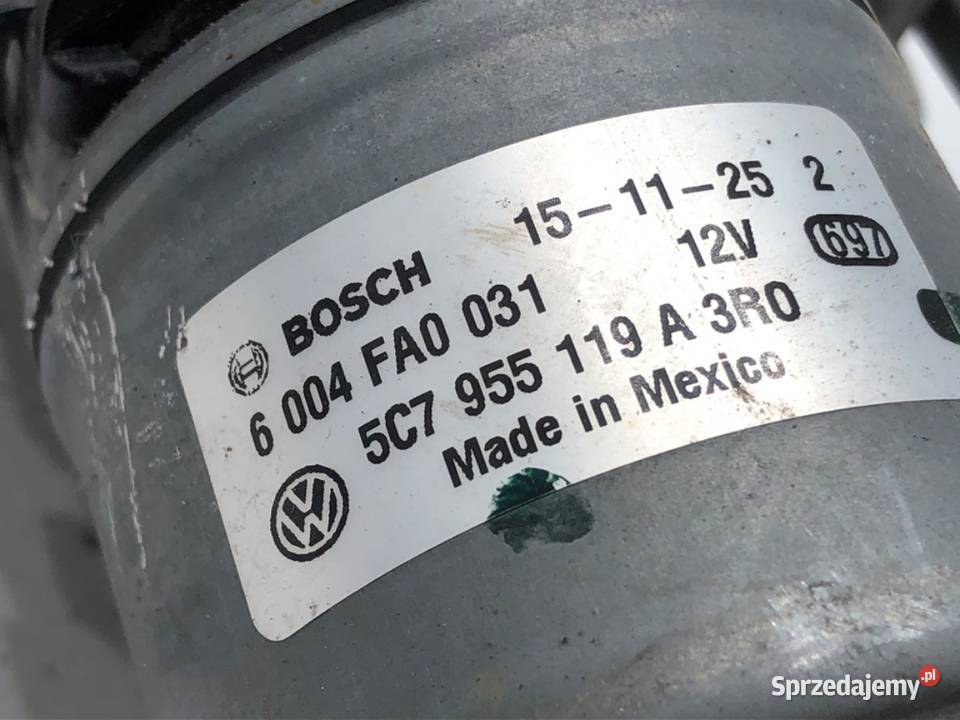 BOSCH 15-11-25 2
6 004 FA0 031 12V 697
5C7 955 119 A 3R0
Made in Mexico
Sprzedajemy.pl